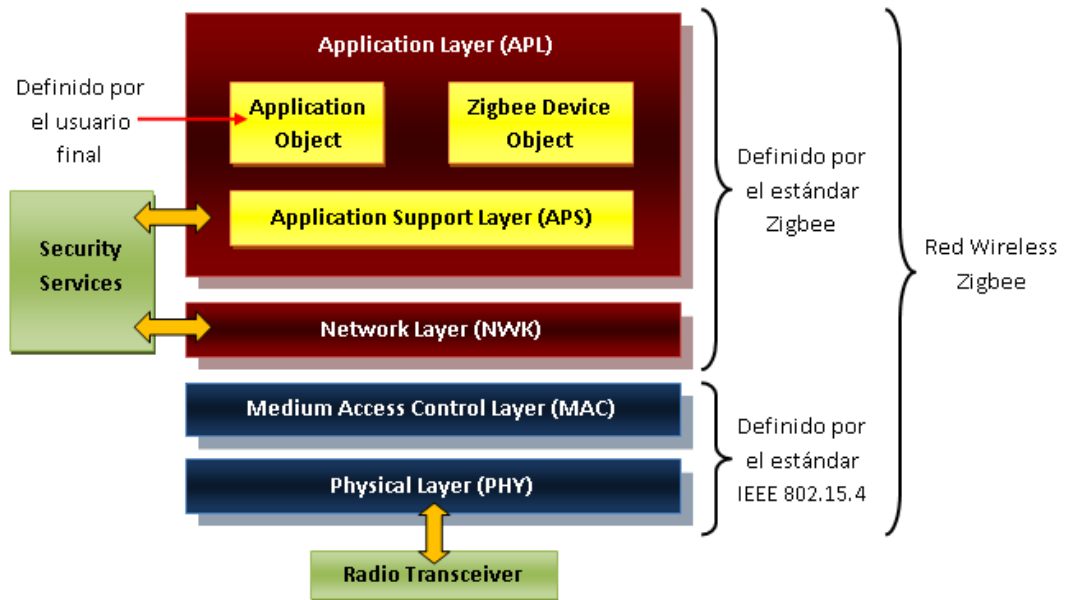 Application Layer (APL)
Definido por
el usuario
final
Application
Object
Zigbee Device
Object
Application Support Layer (APS)
Security
Services
Network Layer (NWK)
Medium Access Control Layer (MAC)
Physical Layer (PHY)
Radio Transceiver
Definido por
el estándar
Zigbee
Definido por
el estándar
IEEE 802.15.4
Red Wireless
Zigbee